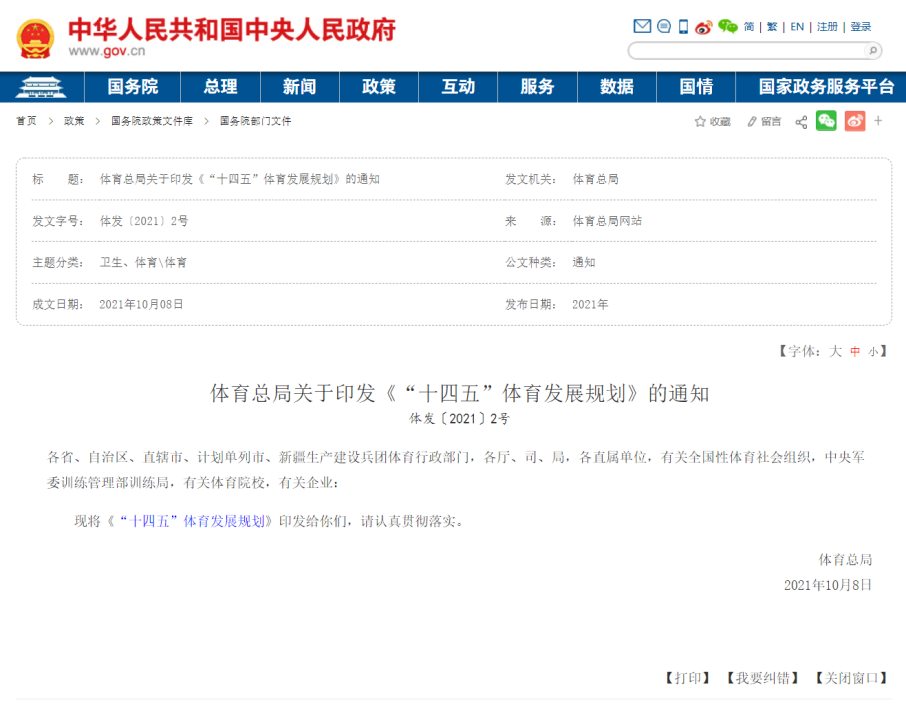 中华人民共和国中央人民政府
www.gov.cn
简 | 繁 | EN | 注册 | 登录
国务院 总理 新闻 政策 互动 服务 数据 国情 国家政务服务平台
首页 > 政策 > 国务院政策文件库 > 国务院部门文件
收藏 留言
标 题: 体育总局关于印发《“十四五”体育发展规划》的通知 发文机关: 体育总局
发文字号: 体发〔2021〕2号 来 源: 体育总局网站
主题分类: 卫生、体育\体育 公文种类: 通知
成文日期: 2021年10月08日 发布日期: 2021年
【字体: 大 中 小】
体育总局关于印发《“十四五”体育发展规划》的通知
体发〔2021〕2号
各省、自治区、直辖市、计划单列市、新疆生产建设兵团体育行政部门，各厅、司、局，各直属单位，有关全国性体育社会组织，中央军
委训练管理部训练局，有关体育院校，有关企业：
现将《“十四五”体育发展规划》印发给你们，请认真贯彻落实。
体育总局
2021年10月8日
【打印】 【我要纠错】 【关闭窗口】